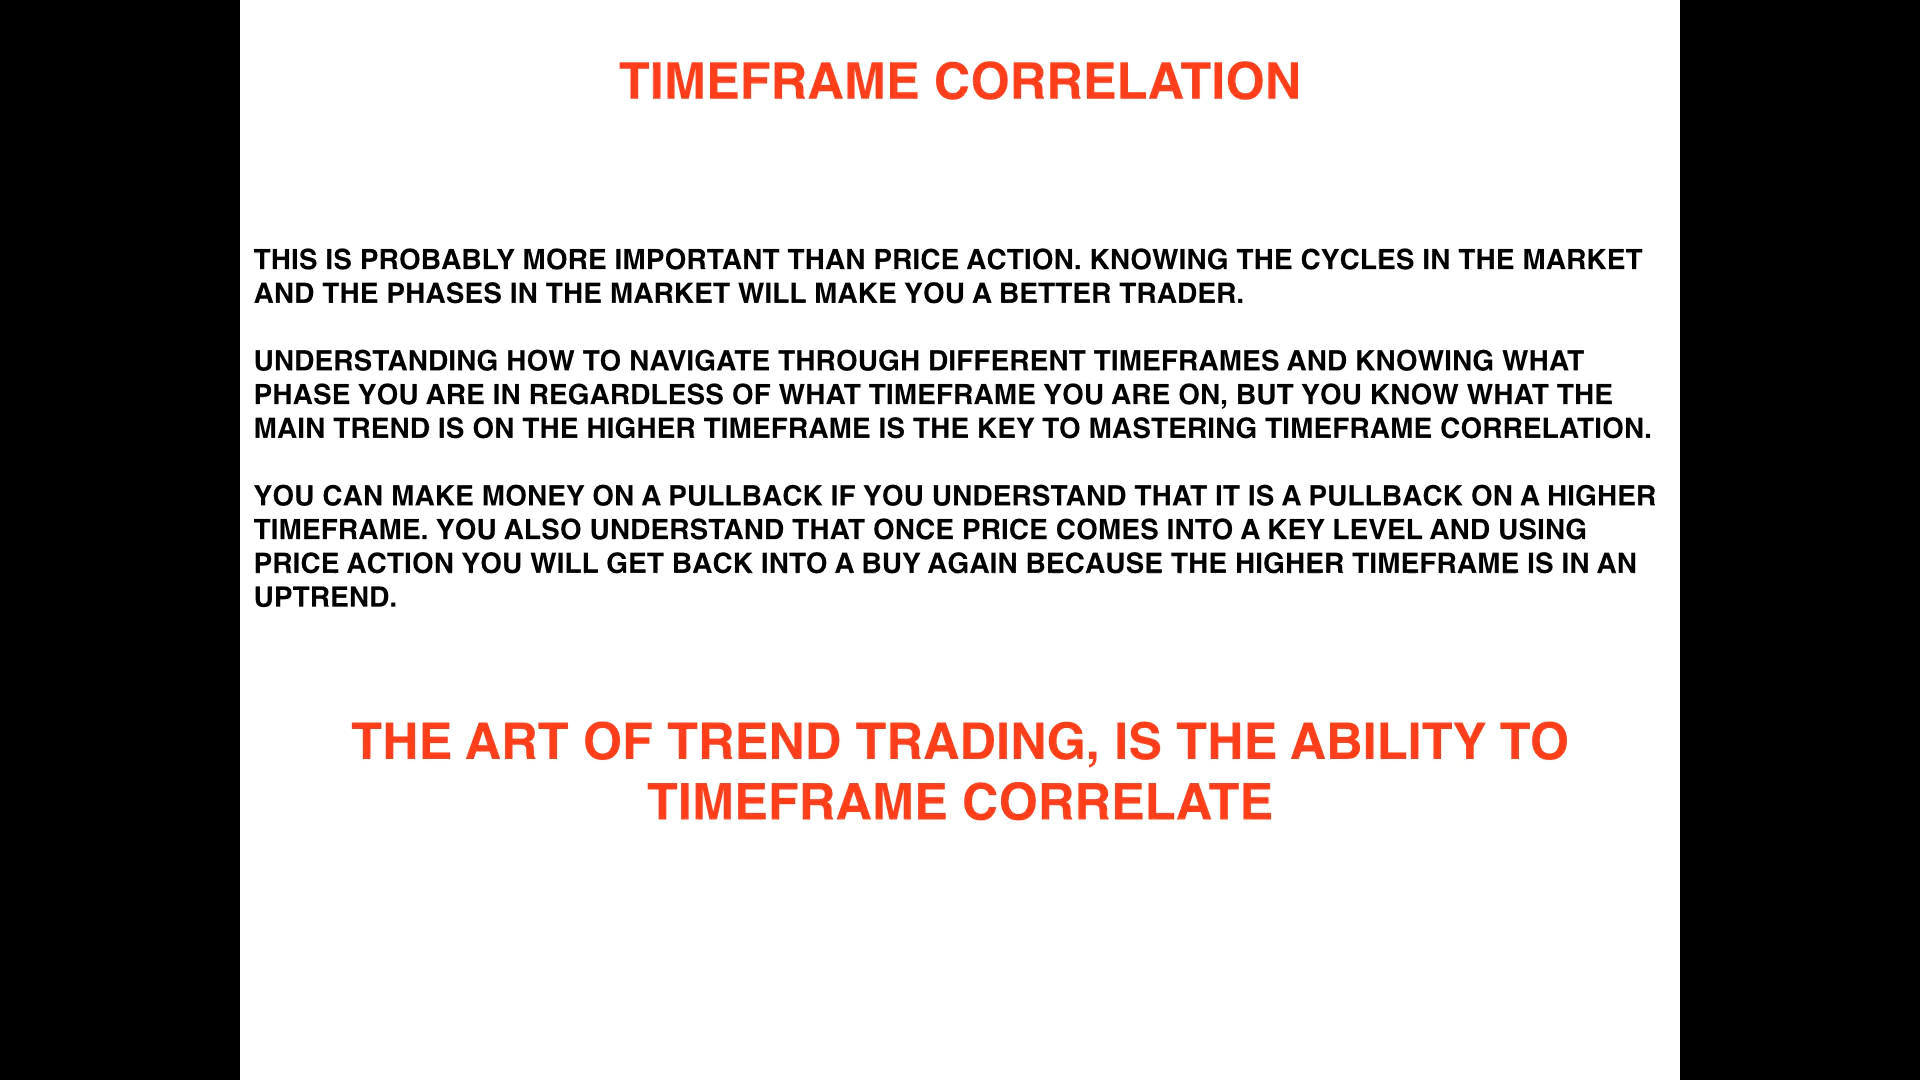 TIMEFRAME CORRELATION
THIS IS PROBABLY MORE IMPORTANT THAN PRICE ACTION. KNOWING THE CYCLES IN THE MARKET
AND THE PHASES IN THE MARKET WILL MAKE YOU A BETTER TRADER.
UNDERSTANDING HOW TO NAVIGATE THROUGH DIFFERENT TIMEFRAMES AND KNOWING WHAT
PHASE YOU ARE IN REGARDLESS OF WHAT TIMEFRAME YOU ARE ON, BUT YOU KNOW WHAT THE
MAIN TREND IS ON THE HIGHER TIMEFRAME IS THE KEY TO MASTERING TIMEFRAME CORRELATION.
YOU CAN MAKE MONEY ON A PULLBACK IF YOU UNDERSTAND THAT IT IS A PULLBACK ON A HIGHER
TIMEFRAME. YOU ALSO UNDERSTAND THAT ONCE PRICE COMES INTO A KEY LEVEL AND USING
PRICE ACTION YOU WILL GET BACK INTO A BUY AGAIN BECAUSE THE HIGHER TIMEFRAME IS IN AN
UPTREND.
THE ART OF TREND TRADING, IS THE ABILITY TO
TIMEFRAME CORRELATE